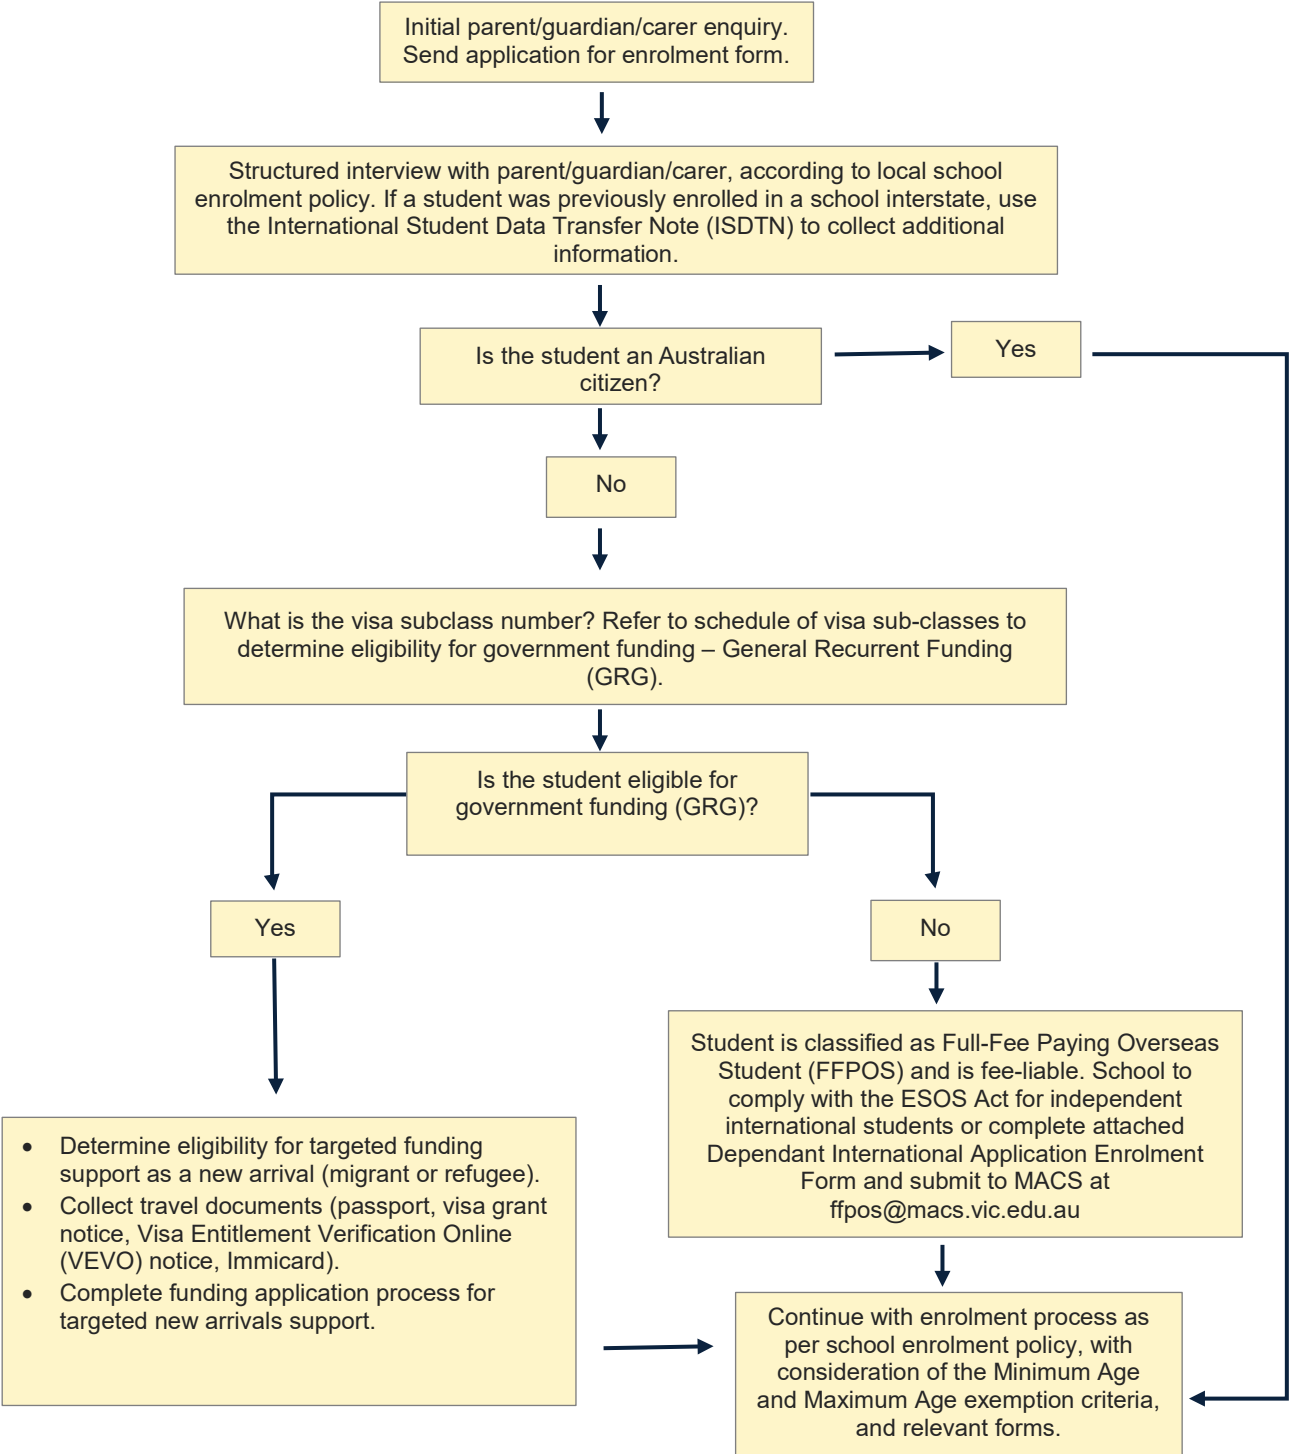 Initial parent/guardian/carer enquiry.
Send application for enrolment form.
Structured interview with parent/guardian/carer, according to local school
enrolment policy. If a student was previously enrolled in a school interstate, use
the International Student Data Transfer Note (ISDTN) to collect additional
information.
Is the student an Australian
citizen?
Yes
No
What is the visa subclass number? Refer to schedule of visa sub-classes to
determine eligibility for government funding – General Recurrent Funding
(GRG).
Is the student eligible for
government funding (GRG)?
Yes
No
Student is classified as Full-Fee Paying Overseas
Student (FFPOS) and is fee-liable. School to
comply with the ESOS Act for independent
international students or complete attached
Dependant International Application Enrolment
Form and submit to MACS at
ffpos@macs.vic.edu.au
• Determine eligibility for targeted funding
support as a new arrival (migrant or refugee).
• Collect travel documents (passport, visa grant
notice, Visa Entitlement Verification Online
(VEVO) notice, Immicard).
• Complete funding application process for
targeted new arrivals support.
Continue with enrolment process as
per school enrolment policy, with
consideration of the Minimum Age
and Maximum Age exemption criteria,
and relevant forms.